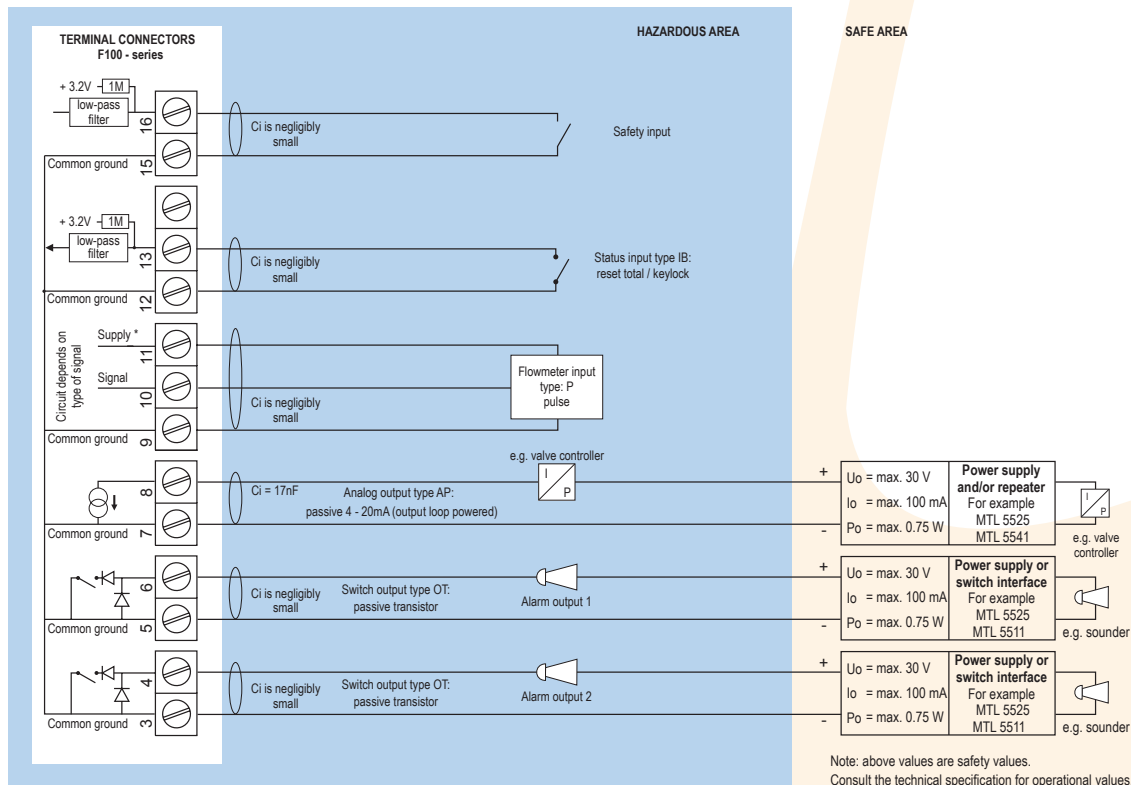 TERMINAL CONNECTORS
F100 - series
HAZARDOUS AREA
SAFE AREA
+ 3.2V
1M
low-pass
filter
16
Common ground
15
Ci is negligibly
small
Safety input
+ 3.2V
1M
low-pass
filter
13
Common ground
12
Ci is negligibly
small
Status input type IB:
reset total / keylock
Circuit depends on
type of signal
Supply *
11
Signal
10
Common ground
9
Ci is negligibly
small
Flowmeter input
type: P
pulse
8
Common ground
7
Ci = 17nF
Analog output type AP:
passive 4 - 20mA (output loop powered)
e.g. valve controller
I
P
+
-
Uo = max. 30 V
Io = max. 100 mA
Po = max. 0.75 W
Power supply
and/or repeater
For example
MTL 5525
MTL 5541
I
P
e.g. valve
controller
6
Common ground
5
Ci is negligibly
small
Switch output type OT:
passive transistor
Alarm output 1
+
-
Uo = max. 30 V
Io = max. 100 mA
Po = max. 0.75 W
Power supply or
switch interface
For example
MTL 5525
MTL 5511
e.g. sounder
4
Common ground
3
Ci is negligibly
small
Switch output type OT:
passive transistor
Alarm output 2
+
-
Uo = max. 30 V
Io = max. 100 mA
Po = max. 0.75 W
Power supply or
switch interface
For example
MTL 5525
MTL 5511
e.g. sounder
Note: above values are safety values.
Consult the technical specification for operational values